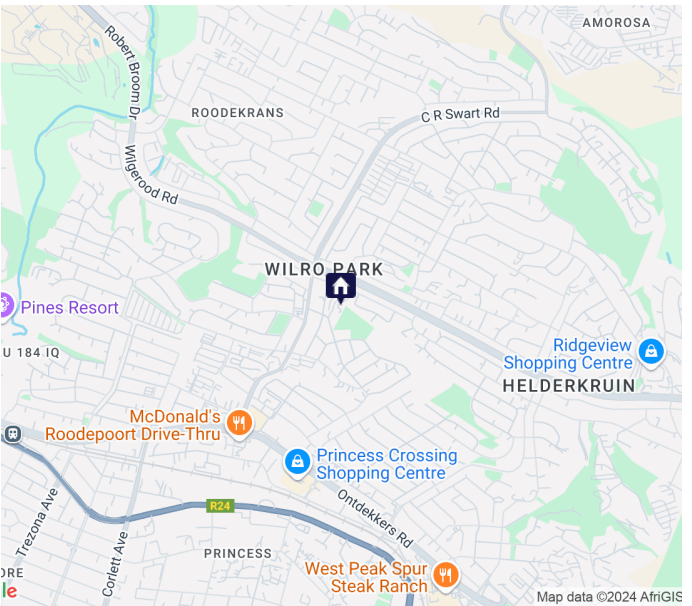 AMOROSA
Robert Broom Dr
ROODEKRANS
C R Swart Rd
Wilgerood Rd
WILRO PARK
Pines Resort
U 184 IQ
Ridgeview
Shopping Centre
HELDERKRUIN
McDonald's
Roodepoort Drive-Thru
Princess Crossing
Shopping Centre
R24
Ontdekkers Rd
Trezona Ave
Corlett Ave
PRINCESS
ORE
West Peak Spur
Steak Ranch
le
Map data ©2024 AfriGIS